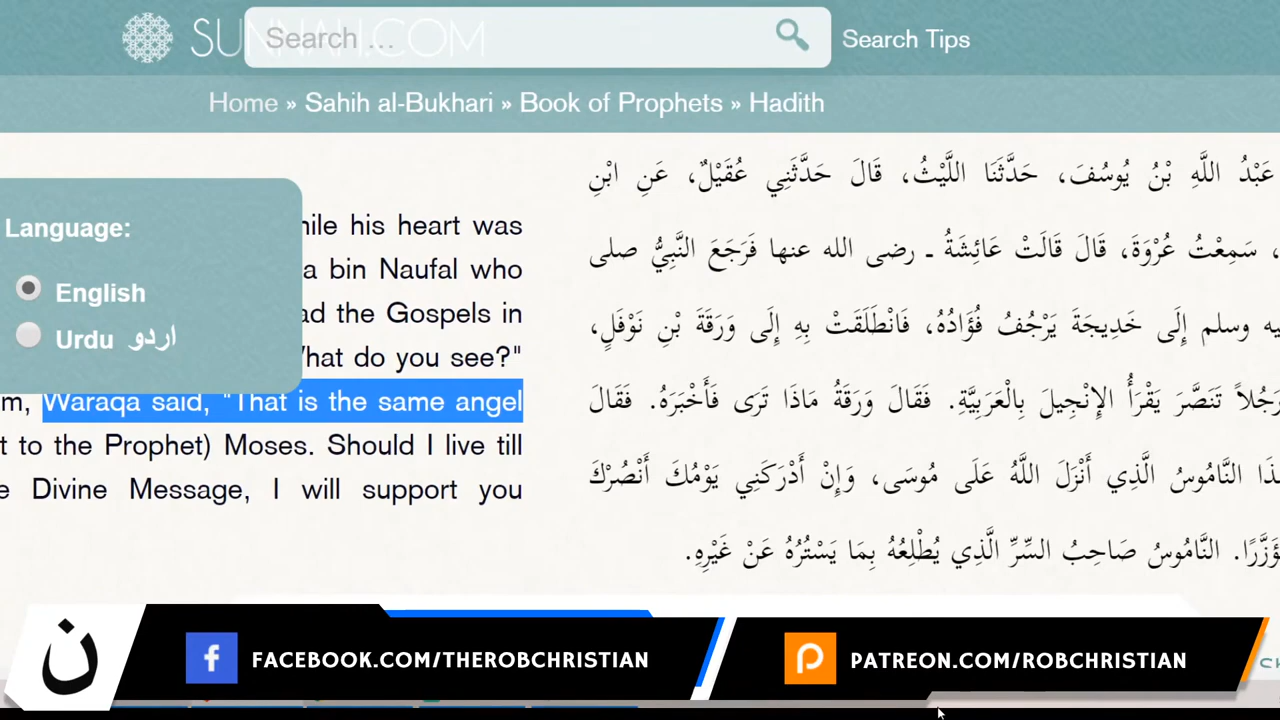 SUNNAH.COM
Search ...
Search Tips
Home » Sahih al-Bukhari » Book of Prophets » Hadith
Language:
English
Urdu اردو
hile his heart was
a bin Naufal who
ad the Gospels in
What do you see?"
m, Waraqa said, "That is the same angel
t to the Prophet) Moses. Should I live till
e Divine Message, I will support you
عَبْدُ اللَّهِ بْنُ يُوسُفَ، حَدَّثَنَا اللَّيْثُ، قَالَ حَدَّثَنِي عُقَيْلٌ، عَنِ ابْنِ
، سَمِعْتُ عُرْوَةَ، قَالَ قَالَتْ عَائِشَةُ ـ رضى الله عنها فَرَجَعَ النَّبِيُّ صلى
يه وسلم إِلَى خَدِيجَةَ يَرْجُفُ فُؤَادُهُ، فَانْطَلَقَتْ بِهِ إِلَى وَرَقَةَ بْنِ نَوْفَلٍ،
رَجُلاً تَنَصَّرَ يَقْرَأُ الإِنْجِيلَ بِالْعَرَبِيَّةِ. فَقَالَ وَرَقَةُ مَاذَا تَرَى فَأَخْبَرَهُ. فَقَالَ
ذَا النَّامُوسُ الَّذِي أَنْزَلَ اللَّهُ عَلَى مُوسَى، وَإِنْ أَدْرَكَنِي يَوْمُكَ أَنْصُرْكَ
ؤَزَّرًا. النَّامُوسُ صَاحِبُ السِّرِّ الَّذِي يُطْلِعُهُ بِمَا يَسْتُرُهُ عَنْ غَيْرِهِ.
ن
FACEBOOK.COM/THEROBCHRISTIAN
PATREON.COM/ROBCHRISTIAN